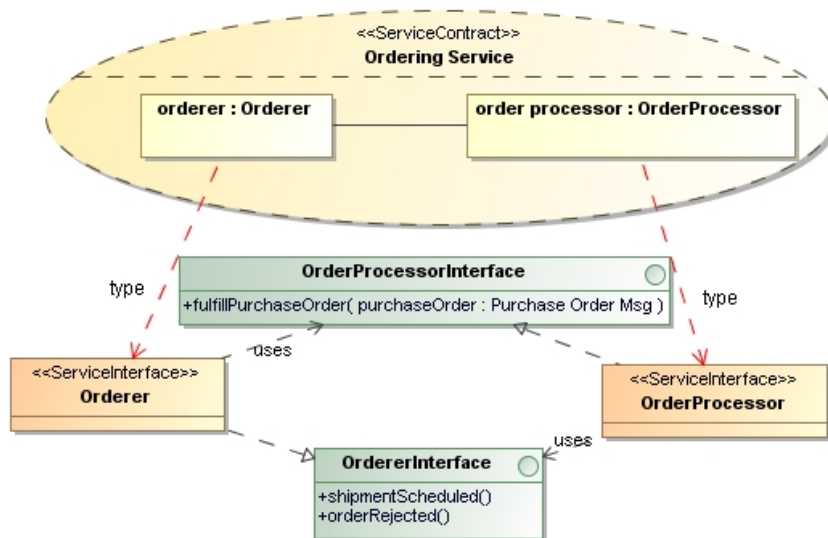 <<ServiceContract>>
Ordering Service
orderer : Orderer
order processor : OrderProcessor
OrderProcessorInterface
+fulfillPurchaseOrder( purchaseOrder : Purchase Order Msg )
type
type
uses
<<ServiceInterface>>
Orderer
<<ServiceInterface>>
OrderProcessor
uses
OrdererInterface
+shipmentScheduled()
+orderRejected()